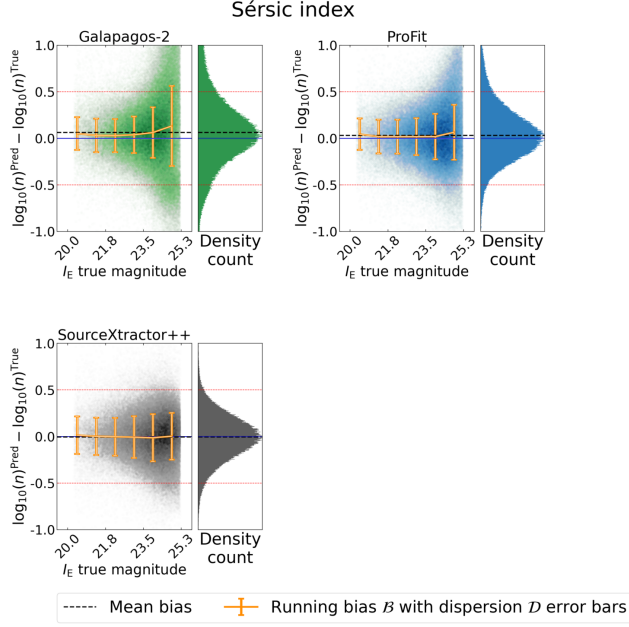 Sérsic index
Galapagos-2
log₁₀(n)ᴾʳᵉᵈ − log₁₀(n)ᵀʳᵘᵉ
1.0
0.5
0.0
-0.5
-1.0
20.0
21.8
23.5
25.3
I_E true magnitude
Density
count
ProFit
log₁₀(n)ᴾʳᵉᵈ − log₁₀(n)ᵀʳᵘᵉ
1.0
0.5
0.0
-0.5
-1.0
20.0
21.8
23.5
25.3
I_E true magnitude
Density
count
SourceXtractor++
log₁₀(n)ᴾʳᵉᵈ − log₁₀(n)ᵀʳᵘᵉ
1.0
0.5
0.0
-0.5
-1.0
20.0
21.8
23.5
25.3
I_E true magnitude
Density
count
Mean bias
Running bias ℬ with dispersion 𝒟 error bars